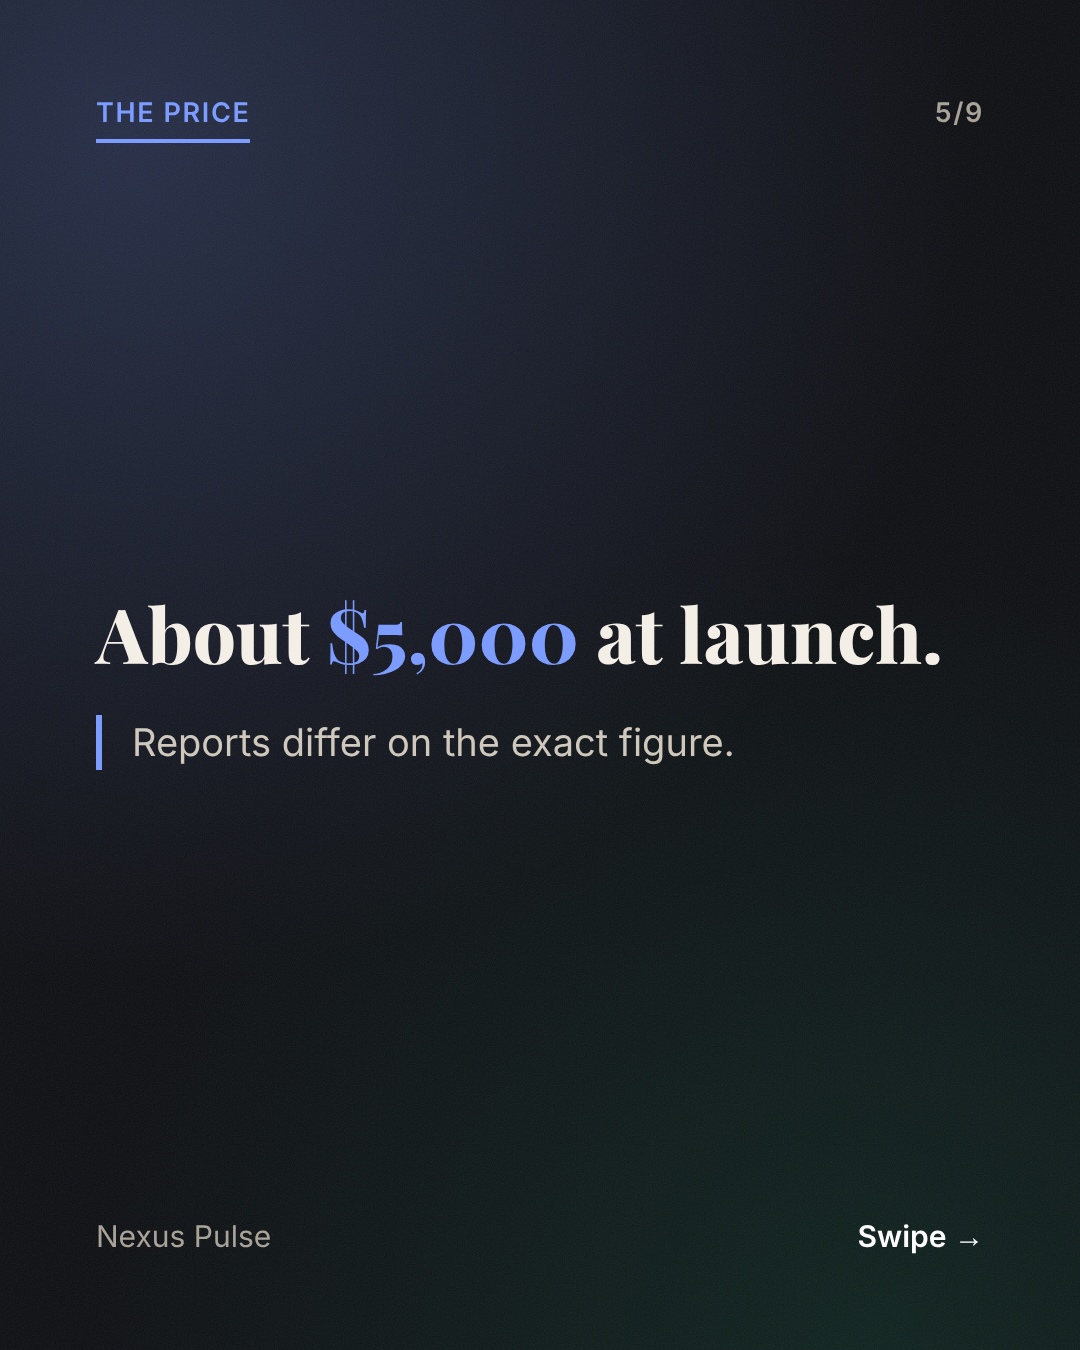 THE PRICE
5/9
About $5,000 at launch.
Reports differ on the exact figure.
Nexus Pulse
Swipe →